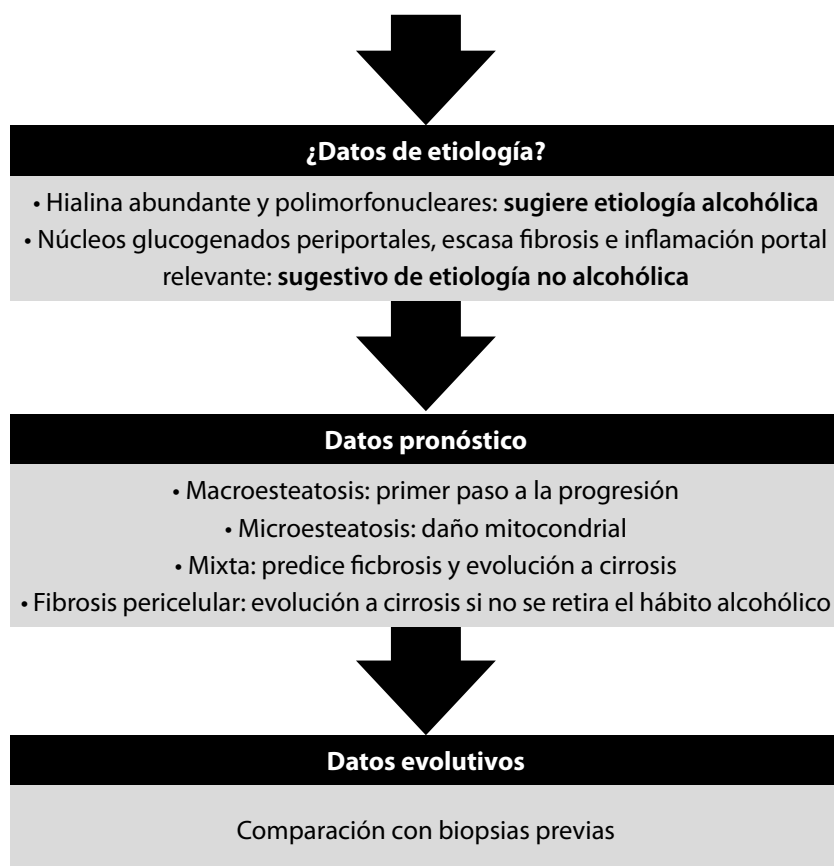 ¿Datos de etiología?
• Hialina abundante y polimorfonucleares: sugiere etiología alcohólica
• Núcleos glucogenados periportales, escasa fibrosis e inflamación portal
relevante: sugestivo de etiología no alcohólica
Datos pronóstico
• Macroesteatosis: primer paso a la progresión
• Microesteatosis: daño mitocondrial
• Mixta: predice ficbrosis y evolución a cirrosis
• Fibrosis pericelular: evolución a cirrosis si no se retira el hábito alcohólico
Datos evolutivos
Comparación con biopsias previas